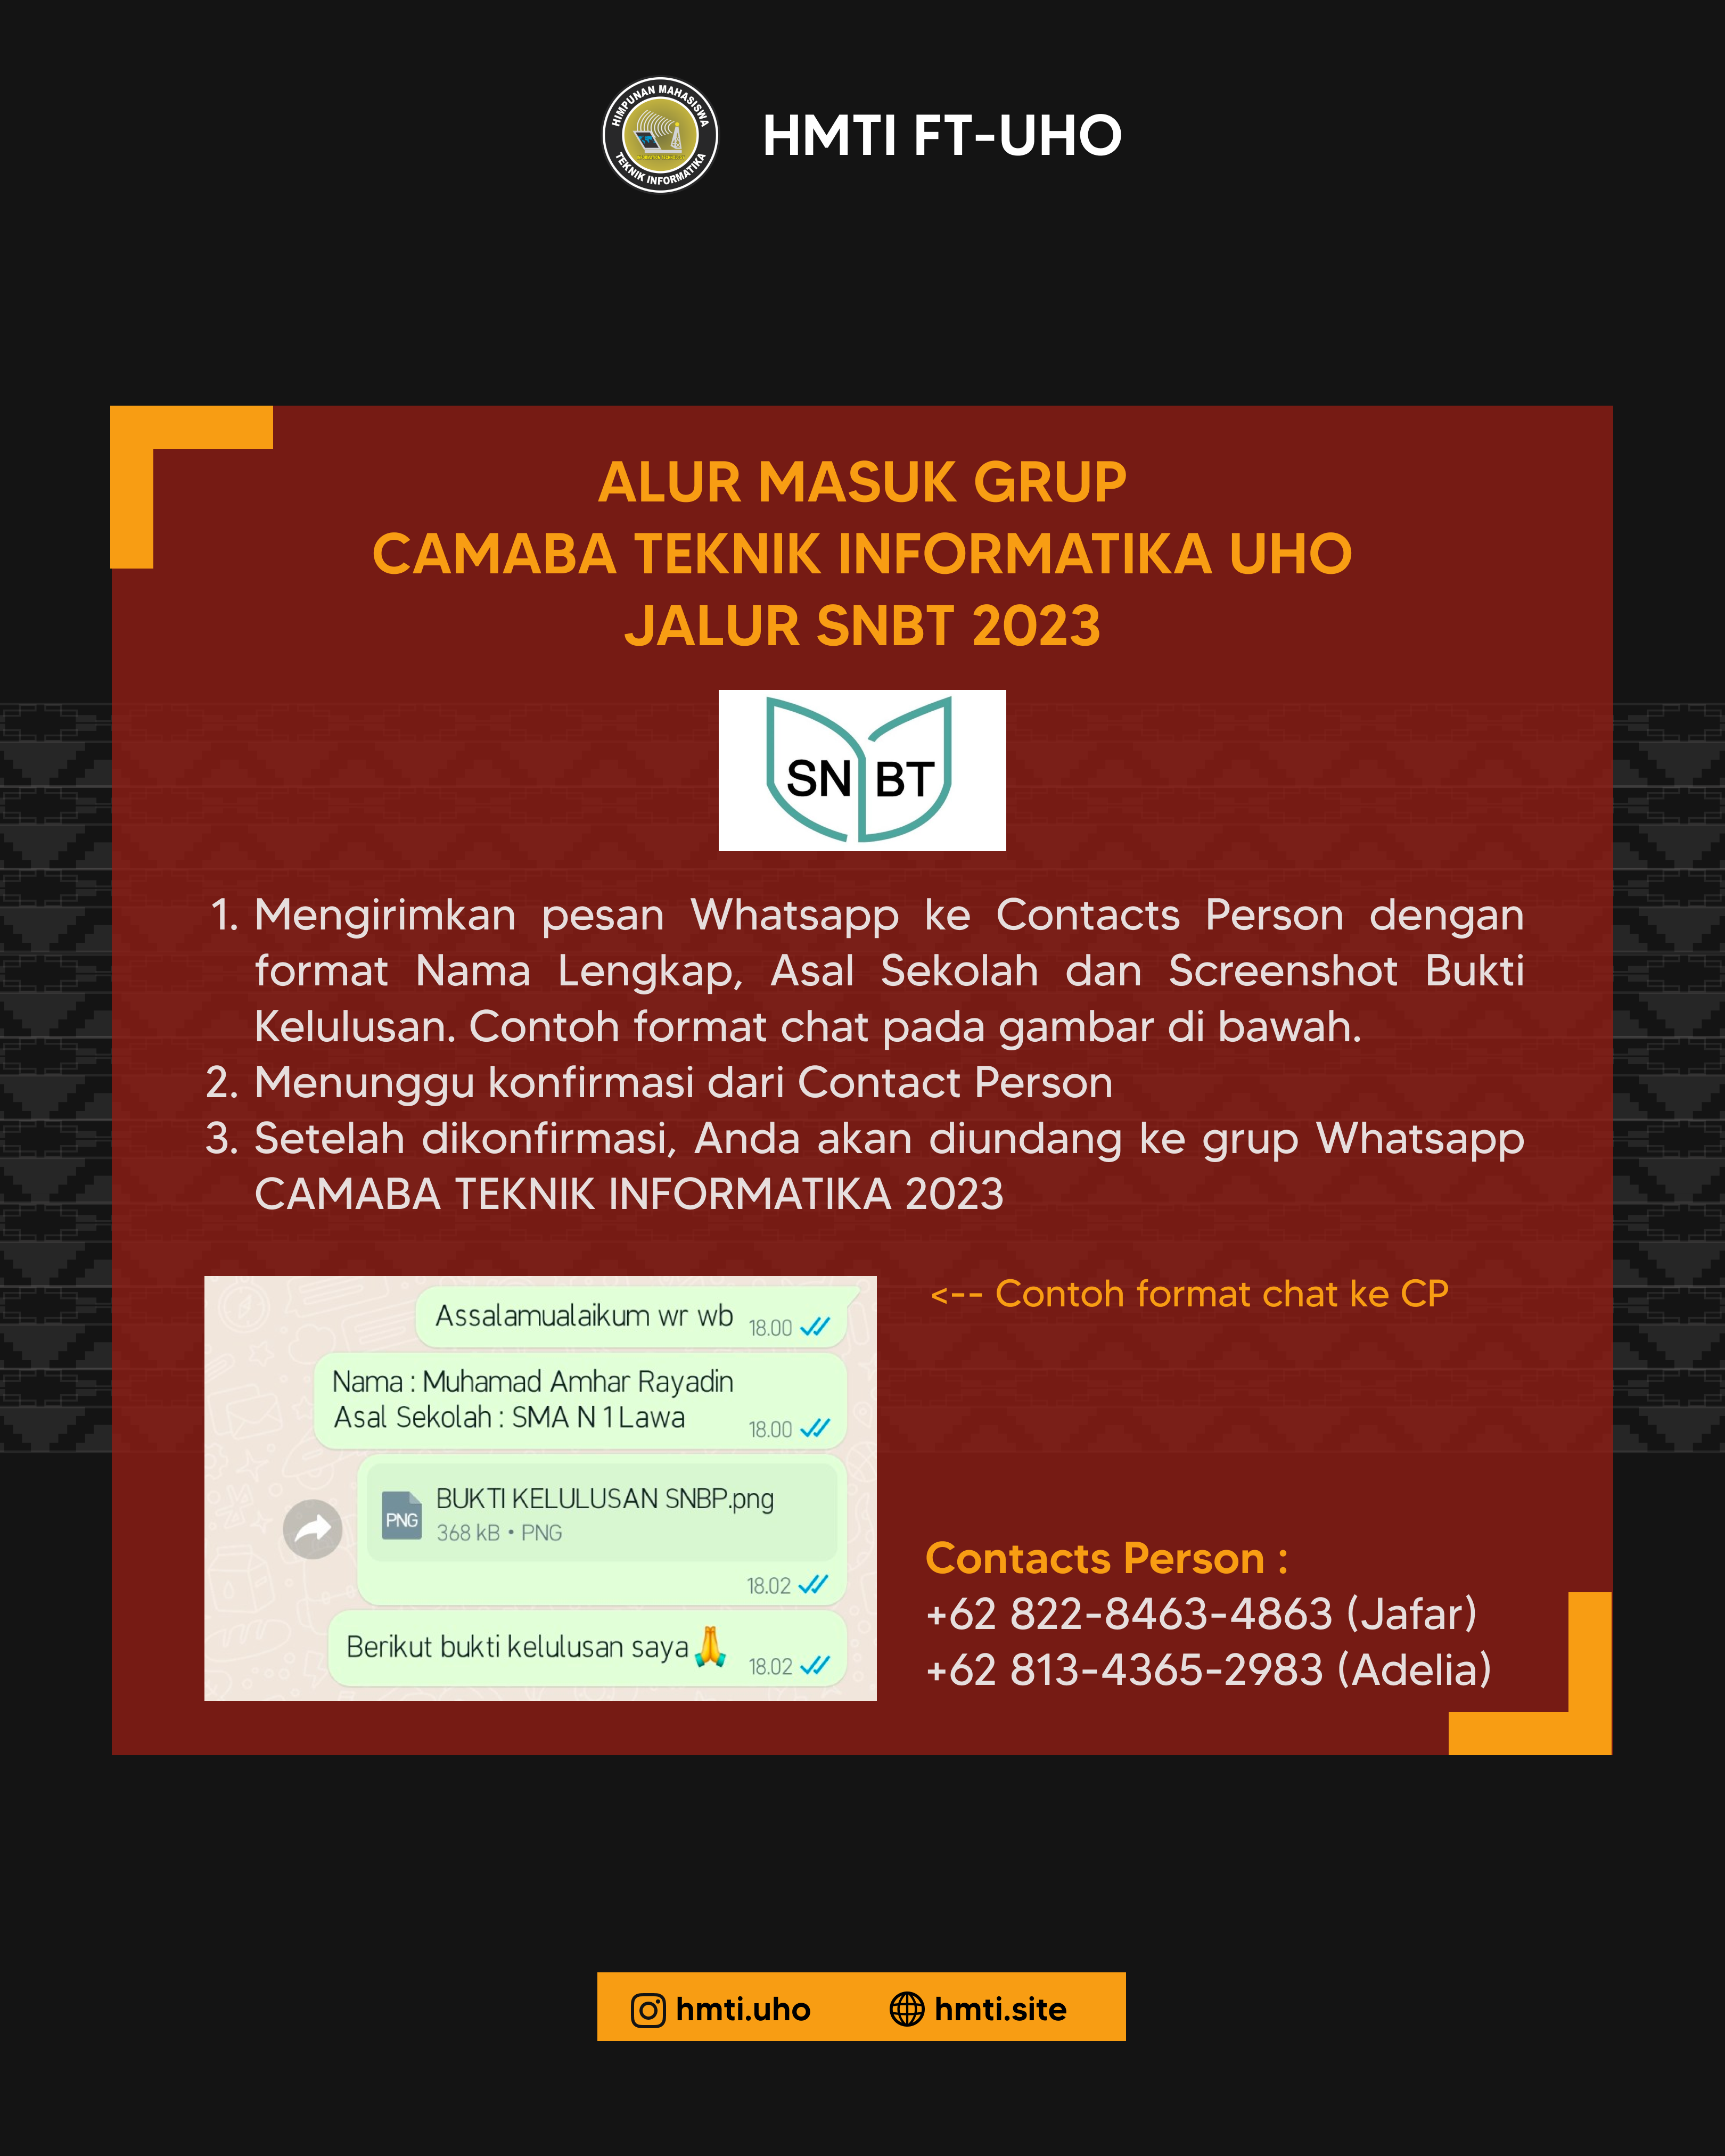 HIMPUNAN MAHASISWA
TEKNIK INFORMATIKA
HMTI FT-UHO
ALUR MASUK GRUP
CAMABA TEKNIK INFORMATIKA UHO
JALUR SNBT 2023
SN BT
1. Mengirimkan pesan Whatsapp ke Contacts Person dengan
format Nama Lengkap, Asal Sekolah dan Screenshot Bukti
Kelulusan. Contoh format chat pada gambar di bawah.
2. Menunggu konfirmasi dari Contact Person
3. Setelah dikonfirmasi, Anda akan diundang ke grup Whatsapp
CAMABA TEKNIK INFORMATIKA 2023
Assalamualaikum wr wb 18.00
Nama : Muhamad Amhar Rayadin
Asal Sekolah : SMA N 1 Lawa 18.00
PNG
BUKTI KELULUSAN SNBP.png
368 kB • PNG
18.02
Berikut bukti kelulusan saya🙏 18.02
<-- Contoh format chat ke CP
Contacts Person :
+62 822-8463-4863 (Jafar)
+62 813-4365-2983 (Adelia)
hmti.uho hmti.site